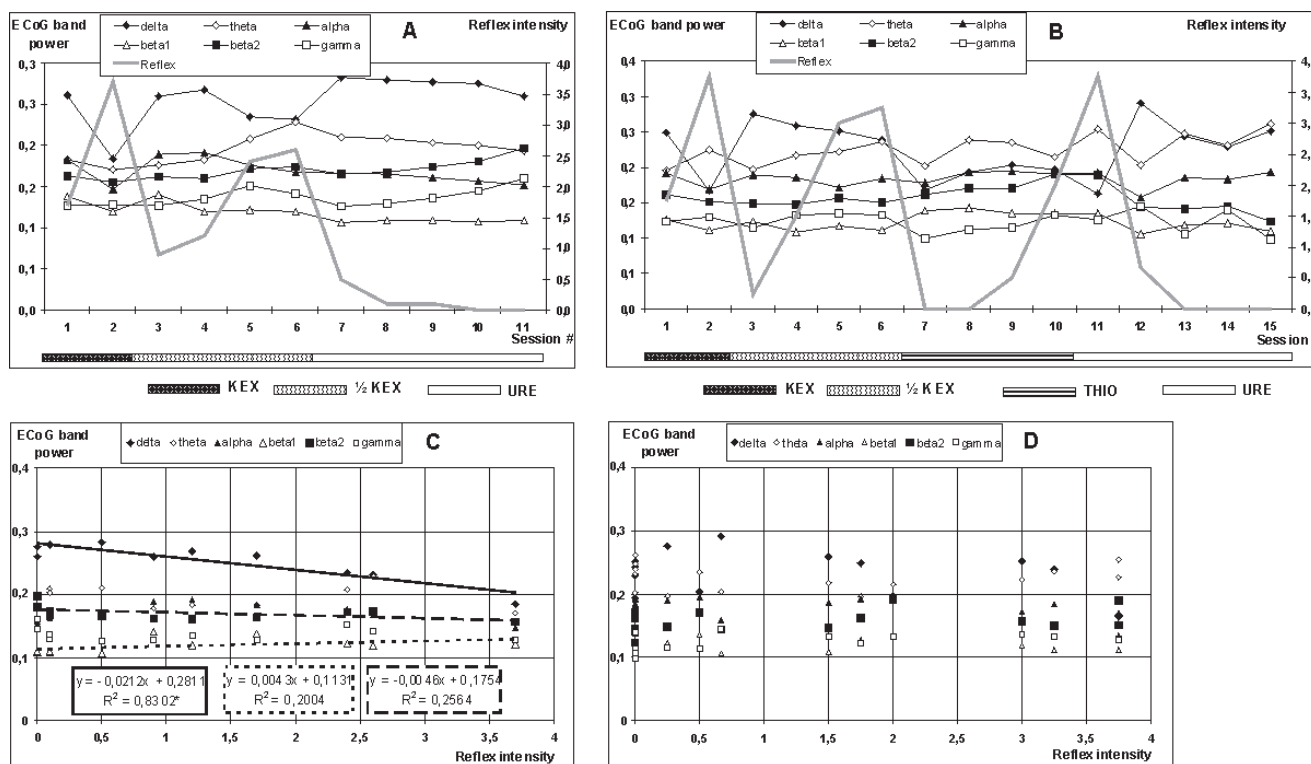 ECoG band power
Reflex intensity
A
delta theta alpha
beta1 beta2 gamma
Reflex
0,3
0,3
0,2
0,2
0,1
0,1
0,0
4,0
3,5
3,0
2,5
2,0
1,5
1,0
0,5
0,0
1 2 3 4 5 6 7 8 9 10 11
Session #
KEX ½ KEX URE
ECoG band power
Reflex intensity
B
delta theta alpha
beta1 beta2 gamma
Reflex
0,4
0,3
0,3
0,2
0,2
0,1
0,1
0,0
4,
3,
3,
2,
2,
1,
1,
0,
0,
1 2 3 4 5 6 7 8 9 10 11 12 13 14 15
Session
KEX ½ KEX THIO URE
ECoG band
power
delta theta alpha beta1 beta2 gamma
C
0,4
0,3
0,2
0,1
0
y = -0,0212x + 0,2811
R² = 0,8302*
y = 0,0043x + 0,1131
R² = 0,2004
y = -0,0046x + 0,1754
R² = 0,2564
0 0,5 1 1,5 2 2,5 3 3,5 4
Reflex intensity
ECoG band
power
delta theta alpha beta1 beta2 gamma
D
0,4
0,3
0,2
0,1
0
0 0,5 1 1,5 2 2,5 3 3,5 4
Reflex intensity